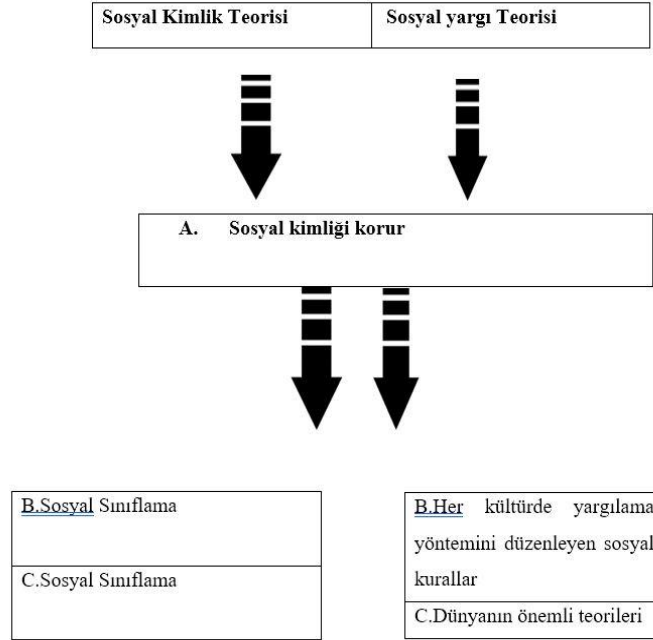 Sosyal Kimlik Teorisi
Sosyal yargı Teorisi
A. Sosyal kimliği korur
B.Sosyal Sınıflama
C.Sosyal Sınıflama
B.Her kültürde yargılama
yöntemini düzenleyen sosyal
kurallar
C.Dünyanın önemli teorileri